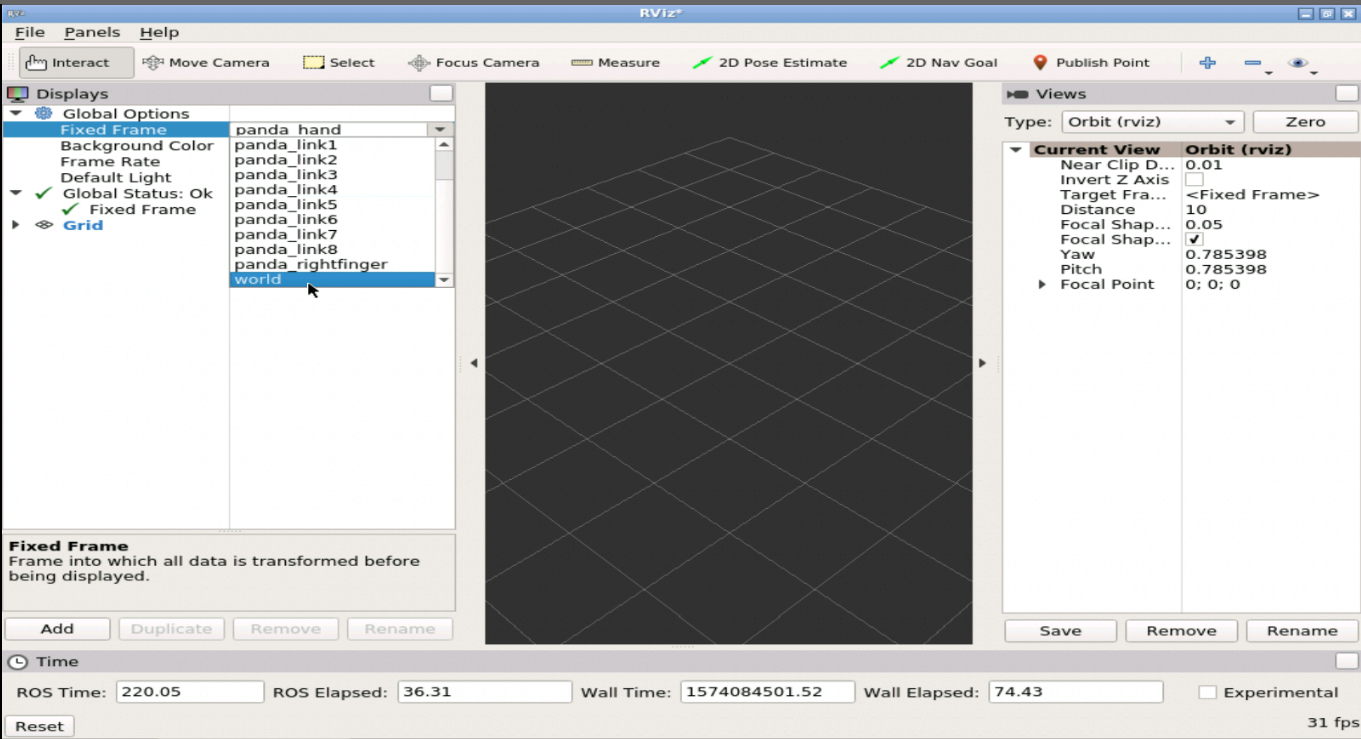 RViz*
File Panels Help
Interact Move Camera Select Focus Camera Measure 2D Pose Estimate 2D Nav Goal Publish Point
Displays
Global Options
Fixed Frame panda_hand
Background Color panda_link1
Frame Rate panda_link2
Default Light panda_link3
panda_link4
Global Status: Ok panda_link5
Fixed Frame panda_link6
Grid panda_link7
panda_link8
panda_rightfinger
world
Fixed Frame
Frame into which all data is transformed before
being displayed.
Add Duplicate Remove Rename
Views
Type: Orbit (rviz) Zero
Current View Orbit (rviz)
Near Clip D... 0.01
Invert Z Axis
Target Fra... <Fixed Frame>
Distance 10
Focal Shap... 0.05
Focal Shap...
Yaw 0.785398
Pitch 0.785398
Focal Point 0; 0; 0
Save Remove Rename
Time
ROS Time: 220.05 ROS Elapsed: 36.31 Wall Time: 1574084501.52 Wall Elapsed: 74.43 Experimental
Reset 31 fps